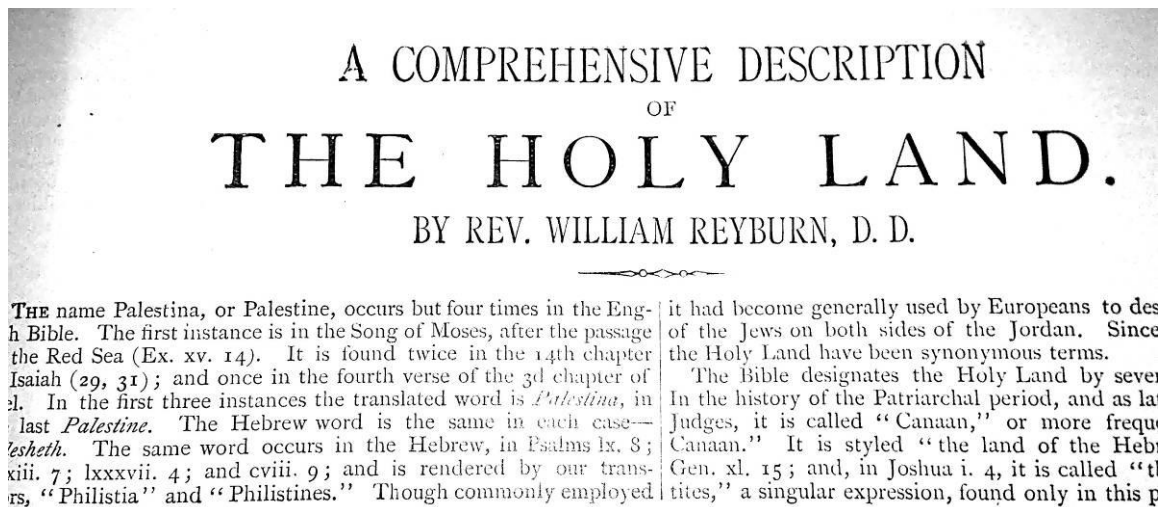 A COMPREHENSIVE DESCRIPTION
OF
THE HOLY LAND.
BY REV. WILLIAM REYBURN, D. D.
THE name Palestina, or Palestine, occurs but four times in the Eng-
h Bible. The first instance is in the Song of Moses, after the passage
the Red Sea (Ex. xv. 14). It is found twice in the 14th chapter
Isaiah (29, 31); and once in the fourth verse of the 3d chapter of
el. In the first three instances the translated word is Palestina, in
last Palestine. The Hebrew word is the same in each case—
lesheth. The same word occurs in the Hebrew, in Psalms lx. 8;
xiii. 7; lxxxvii. 4; and cviii. 9; and is rendered by our trans-
rs, "Philistia" and "Philistines." Though commonly employed
it had become generally used by Europeans to des
of the Jews on both sides of the Jordan. Since
the Holy Land have been synonymous terms.
The Bible designates the Holy Land by sever
In the history of the Patriarchal period, and as lat
Judges, it is called "Canaan," or more freque
Canaan." It is styled "the land of the Hebr
Gen. xl. 15; and, in Joshua i. 4, it is called "th
tites," a singular expression, found only in this p